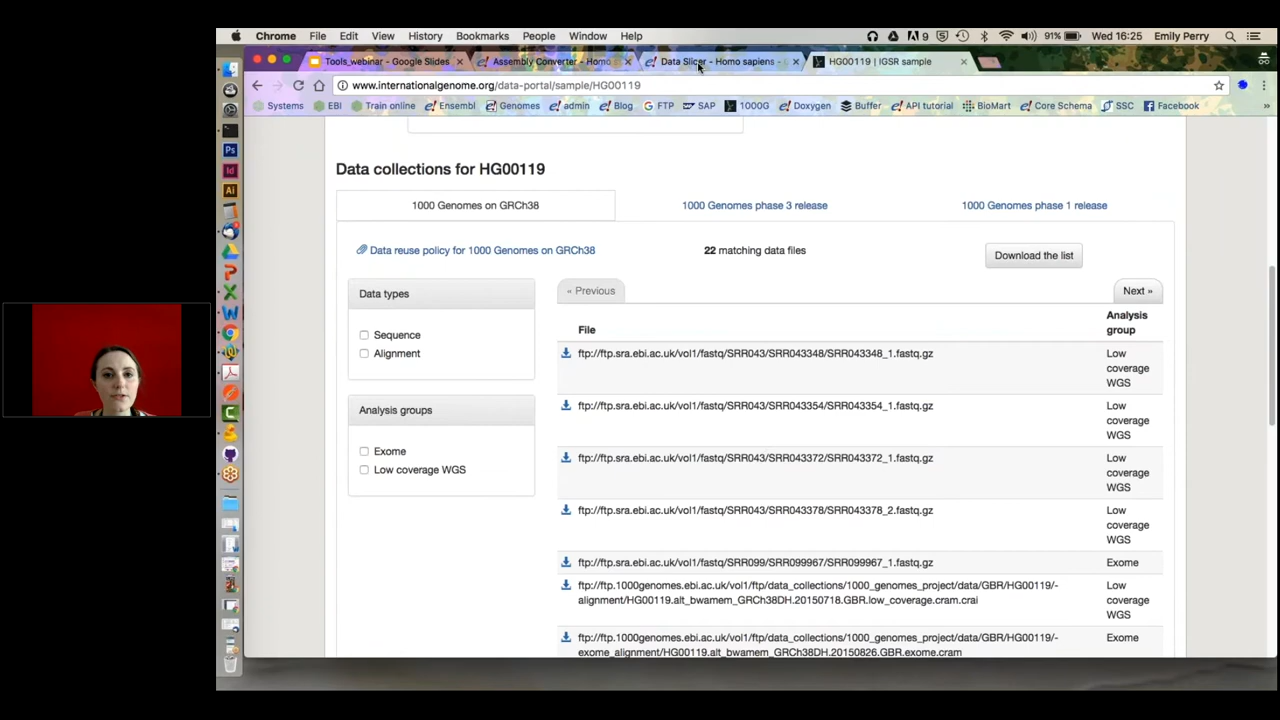 Chrome File Edit View History Bookmarks People Window Help 9 91% Wed 16:25 Emily Perry
Tools_webinar - Google Slides Assembly Converter - Homo s Data Slicer - Homo sapiens - HG00119 | IGSR sample
www.internationalgenome.org/data-portal/sample/HG00119
Systems EBI Train online Ensembl Genomes admin Blog FTP SAP 1000G Doxygen Buffer API tutorial BioMart Core Schema SSC Facebook »
Data collections for HG00119
1000 Genomes on GRCh38 1000 Genomes phase 3 release 1000 Genomes phase 1 release
Data reuse policy for 1000 Genomes on GRCh38 22 matching data files Download the list
Data types
Sequence
Alignment
Analysis groups
Exome
Low coverage WGS
« Previous Next »
File Analysis group
ftp://ftp.sra.ebi.ac.uk/vol1/fastq/SRR043/SRR043348/SRR043348_1.fastq.gz Low
coverage
WGS
ftp://ftp.sra.ebi.ac.uk/vol1/fastq/SRR043/SRR043354/SRR043354_1.fastq.gz Low
coverage
WGS
ftp://ftp.sra.ebi.ac.uk/vol1/fastq/SRR043/SRR043372/SRR043372_1.fastq.gz Low
coverage
WGS
ftp://ftp.sra.ebi.ac.uk/vol1/fastq/SRR043/SRR043378/SRR043378_2.fastq.gz Low
coverage
WGS
ftp://ftp.sra.ebi.ac.uk/vol1/fastq/SRR099/SRR099967/SRR099967_1.fastq.gz Exome
ftp://ftp.1000genomes.ebi.ac.uk/vol1/ftp/data_collections/1000_genomes_project/data/GBR/HG00119/- Low
alignment/HG00119.alt_bwamem_GRCh38DH.20150718.GBR.low_coverage.cram.crai coverage
WGS
ftp://ftp.1000genomes.ebi.ac.uk/vol1/ftp/data_collections/1000_genomes_project/data/GBR/HG00119/- Exome
exome_alignment/HG00119.alt_bwamem_GRCh38DH.20150826.GBR.exome.cram